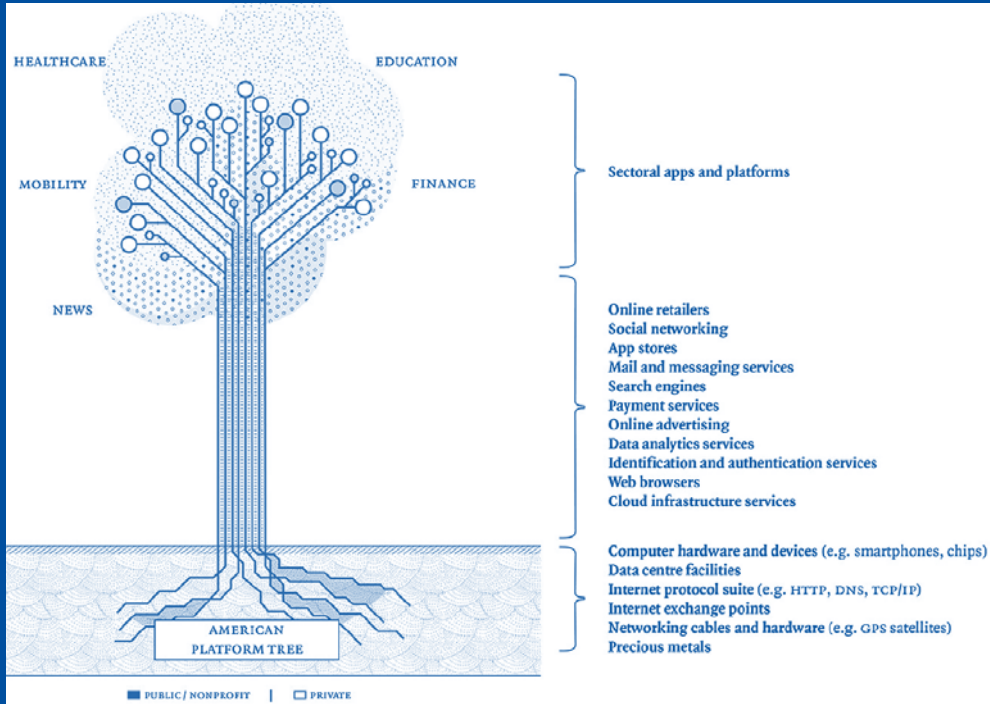 HEALTHCARE
EDUCATION
MOBILITY
FINANCE
NEWS
Sectoral apps and platforms
Online retailers
Social networking
App stores
Mail and messaging services
Search engines
Payment services
Online advertising
Data analytics services
Identification and authentication services
Web browsers
Cloud infrastructure services
Computer hardware and devices (e.g. smartphones, chips)
Data centre facilities
Internet protocol suite (e.g. HTTP, DNS, TCP/IP)
Internet exchange points
Networking cables and hardware (e.g. GPS satellites)
Precious metals
AMERICAN
PLATFORM TREE
PUBLIC / NONPROFIT | PRIVATE